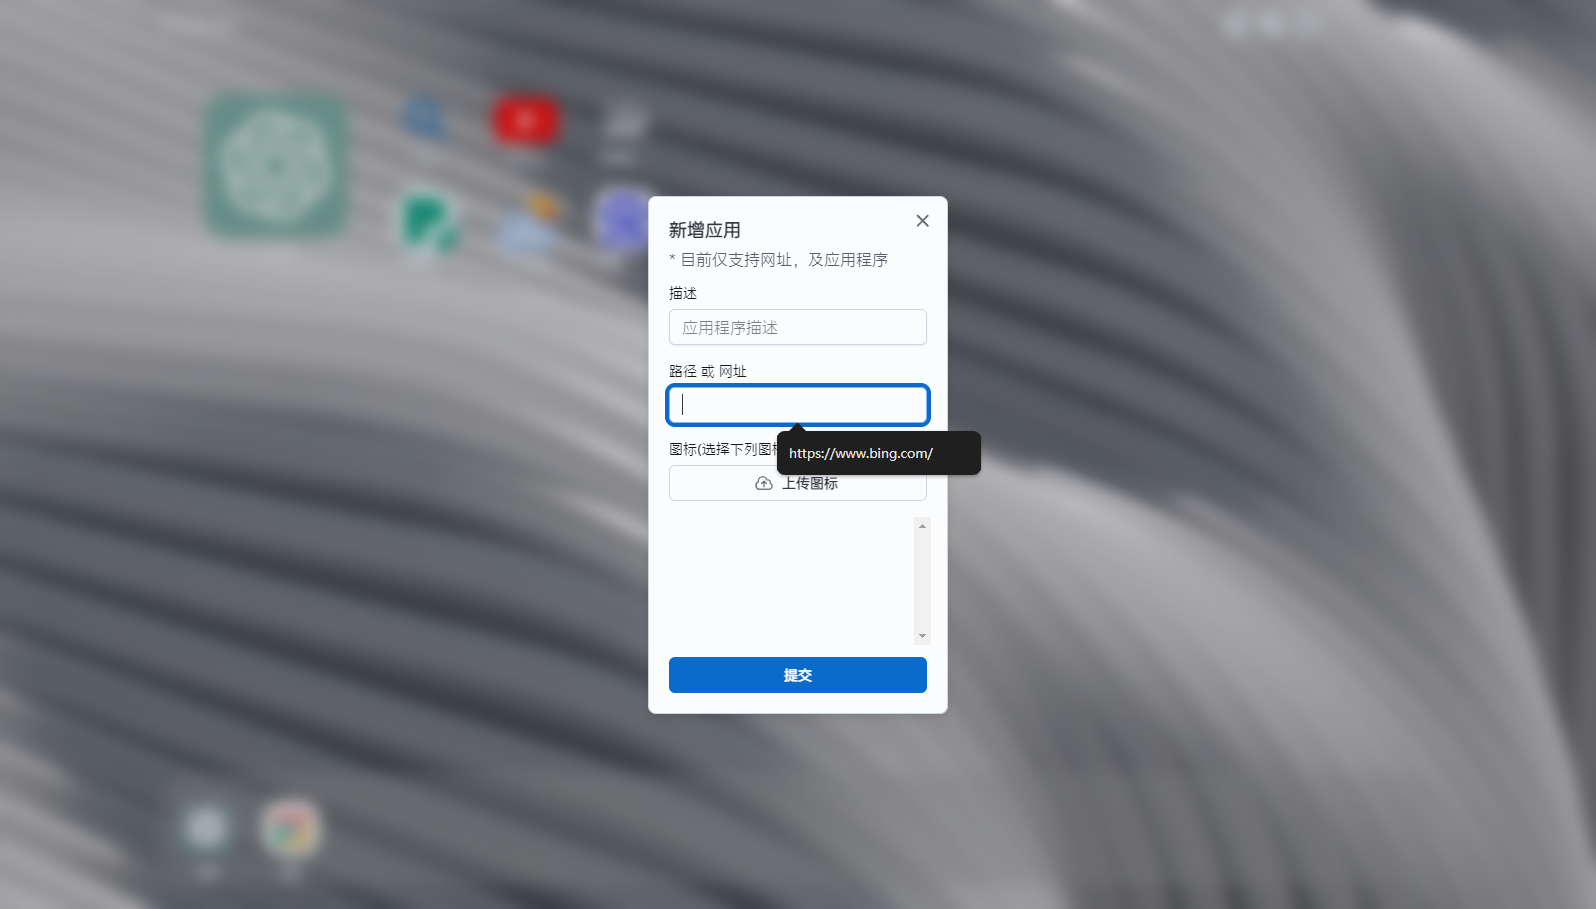 新增应用
* 目前仅支持网址，及应用程序
描述
应用程序描述
路径 或 网址
https://www.bing.com/
图标(选择下列图
上传图标
提交